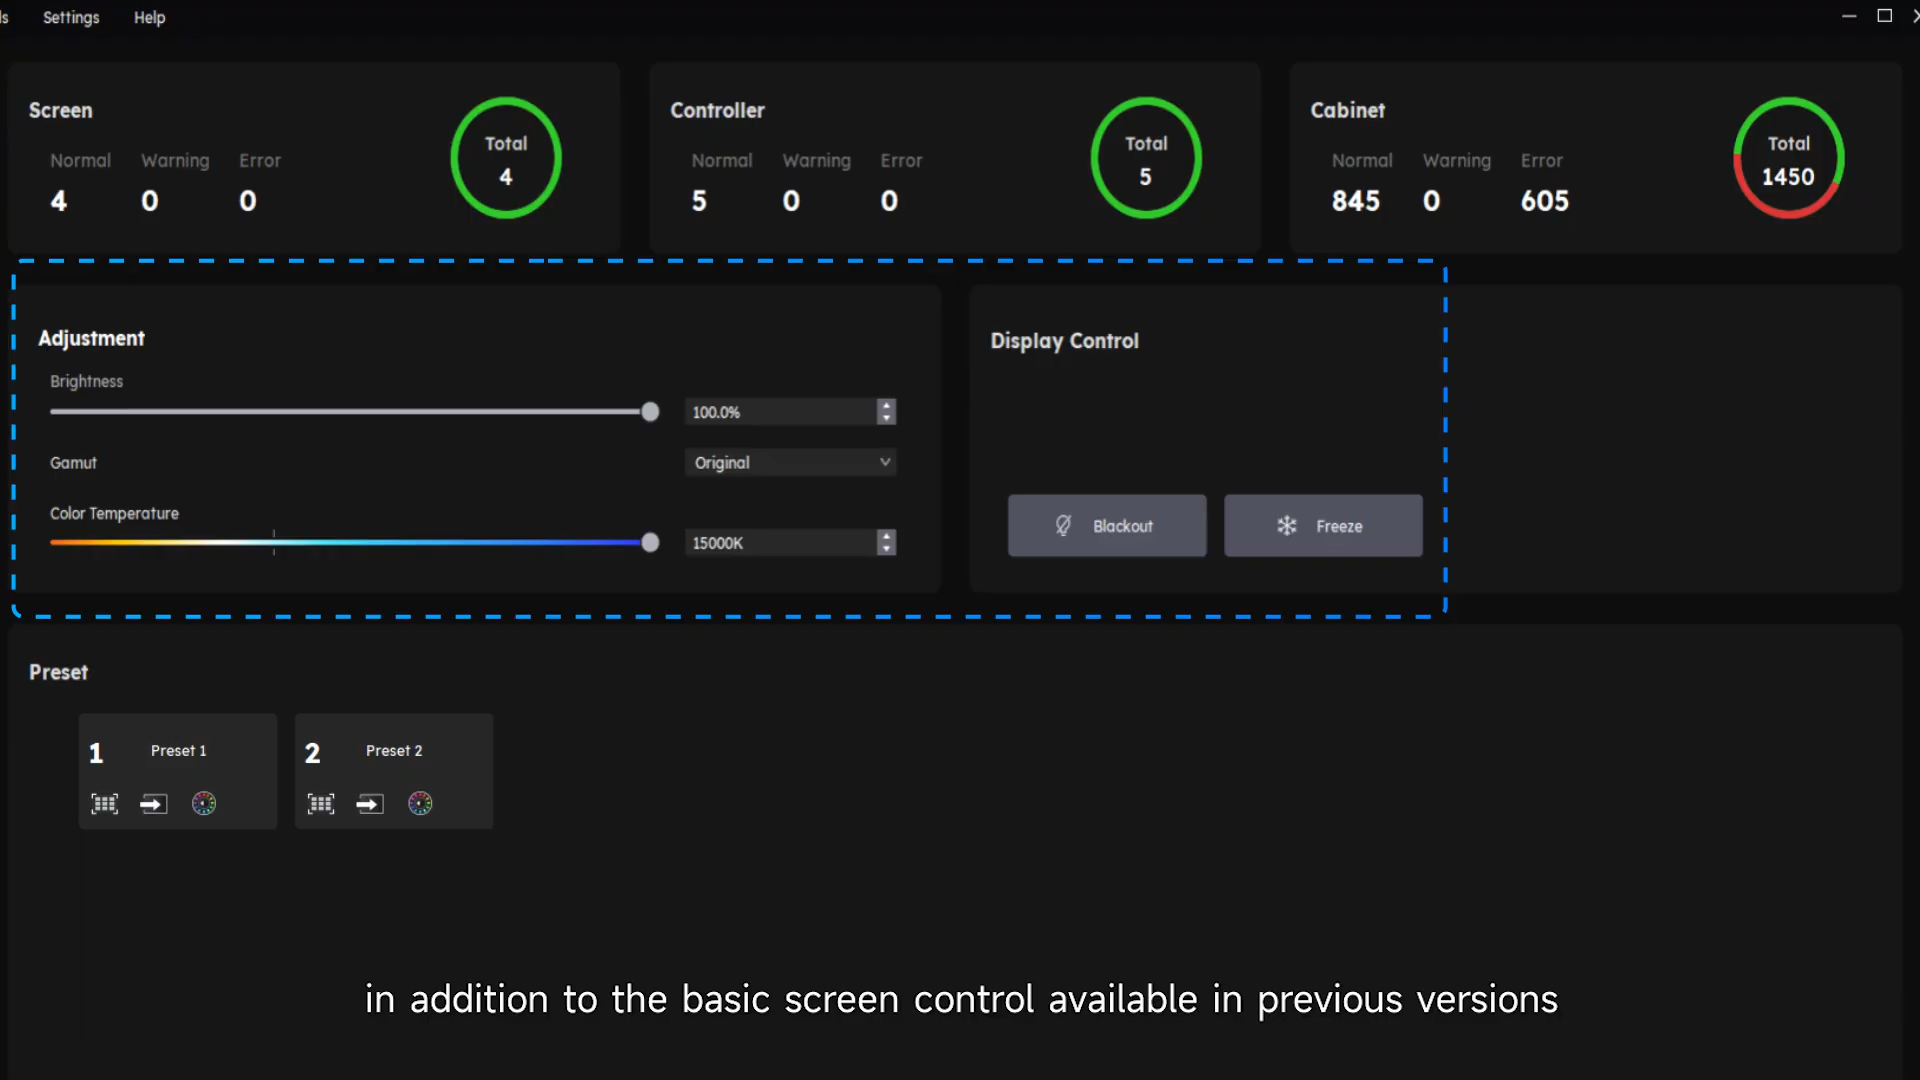 ls Settings Help
Screen
Normal Warning Error
4 0 0
Total
4
Controller
Normal Warning Error
5 0 0
Total
5
Cabinet
Normal Warning Error
845 0 605
Total
1450
Adjustment
Brightness
100.0%
Gamut
Original
Color Temperature
15000K
Display Control
Blackout
Freeze
Preset
1 Preset 1
2 Preset 2
in addition to the basic screen control available in previous versions